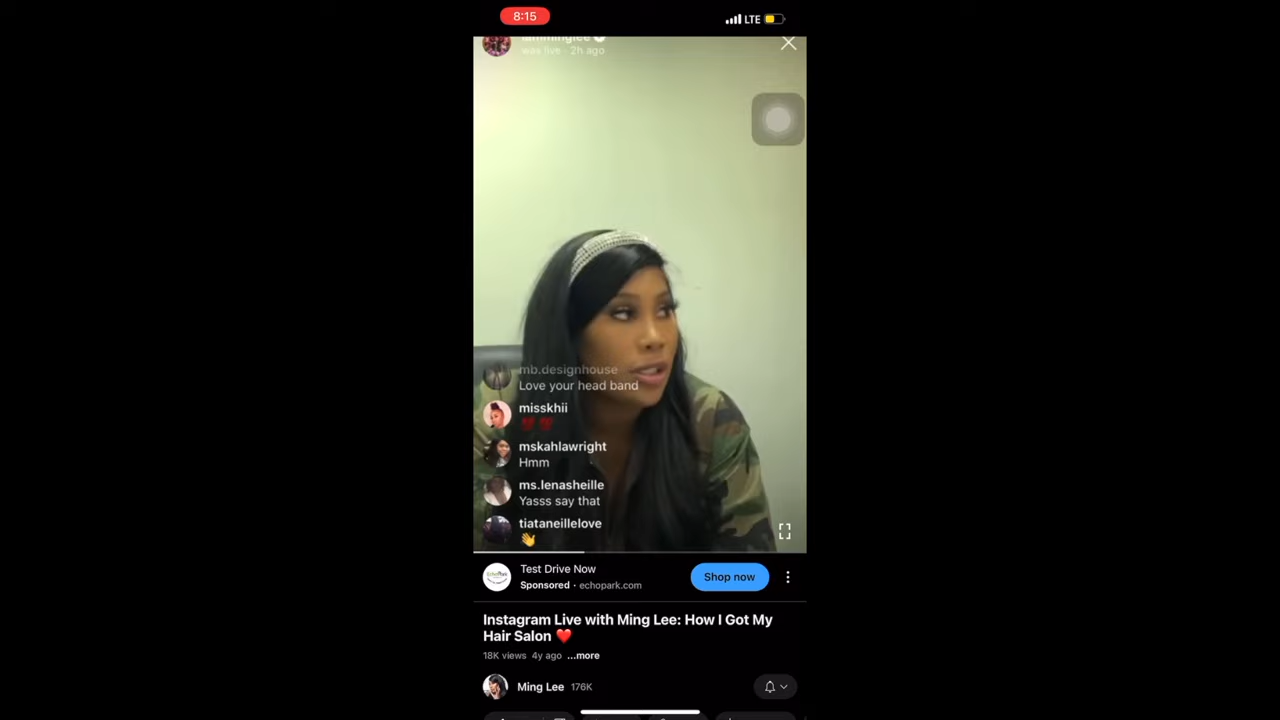 8:15
LTE
iamminglee
was live · 2h ago
mb.designhouse
Love your head band
misskhii
💯 💯
mskahlawright
Hmm
ms.lenasheille
Yasss say that
tiataneillelove
👋
Test Drive Now
Sponsored · echopark.com
Shop now
Instagram Live with Ming Lee: How I Got My
Hair Salon ❤️
18K views 4y ago ...more
Ming Lee 176K